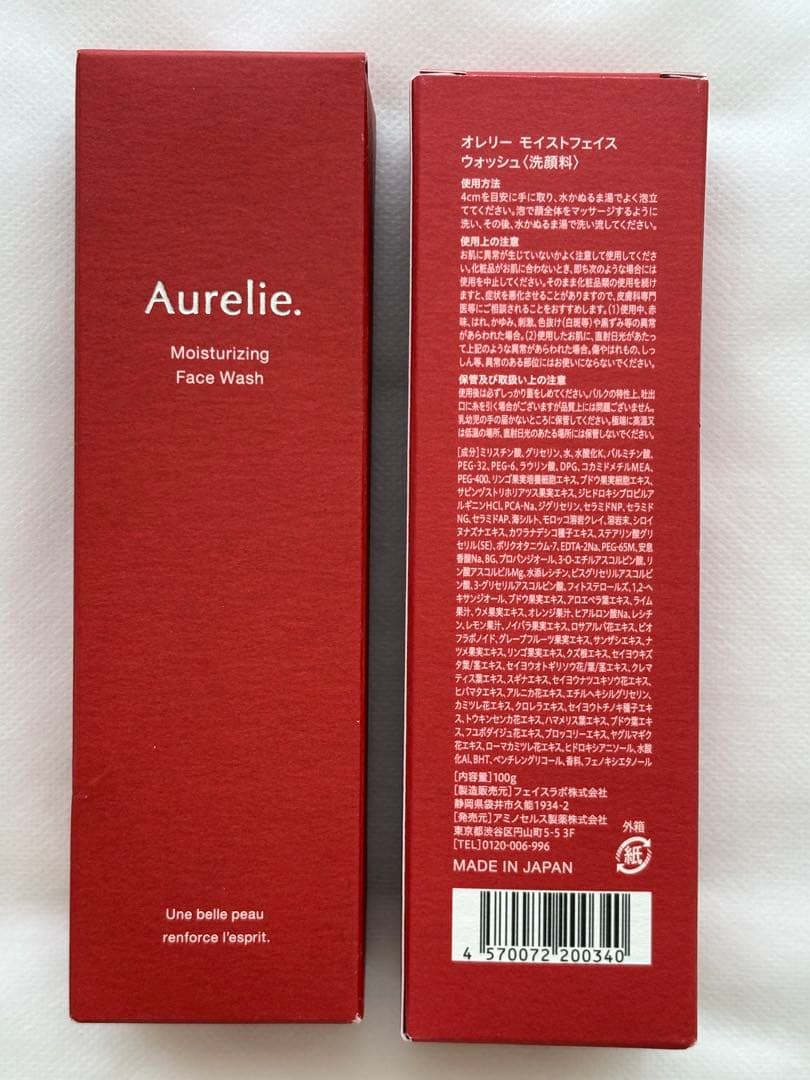 Aurelie.
Moisturizing
Face Wash
Une belle peau
renforce l'esprit.
オレリー モイストフェイス
ウォッシュ〈洗顔料〉
使用方法
4cmを目安に手に取り、水かぬるま湯でよく泡立
ててください。泡で顔全体をマッサージするように
洗い、その後、水かぬるま湯で洗い流してください。
使用上の注意
お肌に異常が生じていないかよく注意して使用してくださ
い。化粧品がお肌に合わないとき、即ち次のような場合には
使用を中止してください。そのまま化粧品類の使用を続け
ますと、症状を悪化させることがありますので、皮膚科専門
医等にご相談されることをおすすめします。(1)使用中、赤
味、はれ、かゆみ、刺激、色抜け(白斑等)や黒ずみ等の異常
があらわれた場合。(2)使用したお肌に、直射日光があたっ
て上記のような異常があらわれた場合。傷やはれもの、しっ
しん等、異常のある部位にはお使いにならないでください。
保管及び取扱い上の注意
使用後は必ずしっかり蓋をしめてください。バルクの特性上、吐出
口に糸を引く場合がございますが品質上には問題ございません。
乳幼児の手の届かないところに保管してください。極端に高温又
は低温の場所、直射日光のあたる場所には保管しないでください。
[成分]ミリスチン酸、グリセリン、水、水酸化K、パルミチン酸、
PEG-32、PEG-6、ラウリン酸、DPG、コカミドメチルMEA、
PEG-400、リンゴ果実培養細胞エキス、ブドウ果実細胞エキス、
サピンヅストリホリアツス果実エキス、ジヒドロキシプロピルア
ルギニンHCl、PCA-Na、ジグリセリン、セラミドNP、セラミド
NG、セラミドAP、海シルト、モロッコ溶岩クレイ、溶岩末、シロイ
ヌナズナエキス、カワラナデシコ種子エキス、ステアリン酸グリ
セリル(SE)、ポリクオタニウム-7、EDTA-2Na、PEG-65M、安息
香酸Na、BG、プロパンジオール、3-O-エチルアスコルビン酸、リ
ン酸アスコルビルMg、水添レシチン、ビスグリセリルアスコルビ
ン酸、3-グリセリルアスコルビン酸、フィトステロールズ、1,2-ヘ
キサンジオール、ブドウ果実エキス、アロエベラ葉エキス、ライム
果汁、ウメ果実エキス、オレンジ果汁、ヒアルロン酸Na、レシチ
ン、レモン果汁、ノイバラ果実エキス、ロサアルバ花エキス、ビオ
フラボノイド、グレープフルーツ果実エキス、サンザシエキス、ナ
ツメ果実エキス、リンゴ果実エキス、クズ根エキス、セイヨウキズ
タ葉/茎エキス、セイヨウオトギリソウ花/葉/茎エキス、クレマ
ティス葉エキス、スギナエキス、セイヨウナツユキソウ花エキス、
ヒバマタエキス、アルニカ花エキス、エチルヘキシルグリセリン、
カミツレ花エキス、クロレラエキス、セイヨウトチノキ種子エキ
ス、トウキンセンカ花エキス、ハマメリス葉エキス、ブドウ葉エキ
ス、フユボダイジュ花エキス、ブロッコリーエキス、ヤグルマギク
花エキス、ローマカミツレ花エキス、ヒドロキシアニソール、水酸
化Al、BHT、ペンチレングリコール、香料、フェノキシエタノール
[内容量]100g
[製造販売元]フェイスラボ株式会社
静岡県袋井市久能1934-2
[発売元]アミノセルス製薬株式会社
東京都渋谷区円山町5-5 3F
[TEL]0120-006-996
外箱
紙
MADE IN JAPAN
4 570072 200340